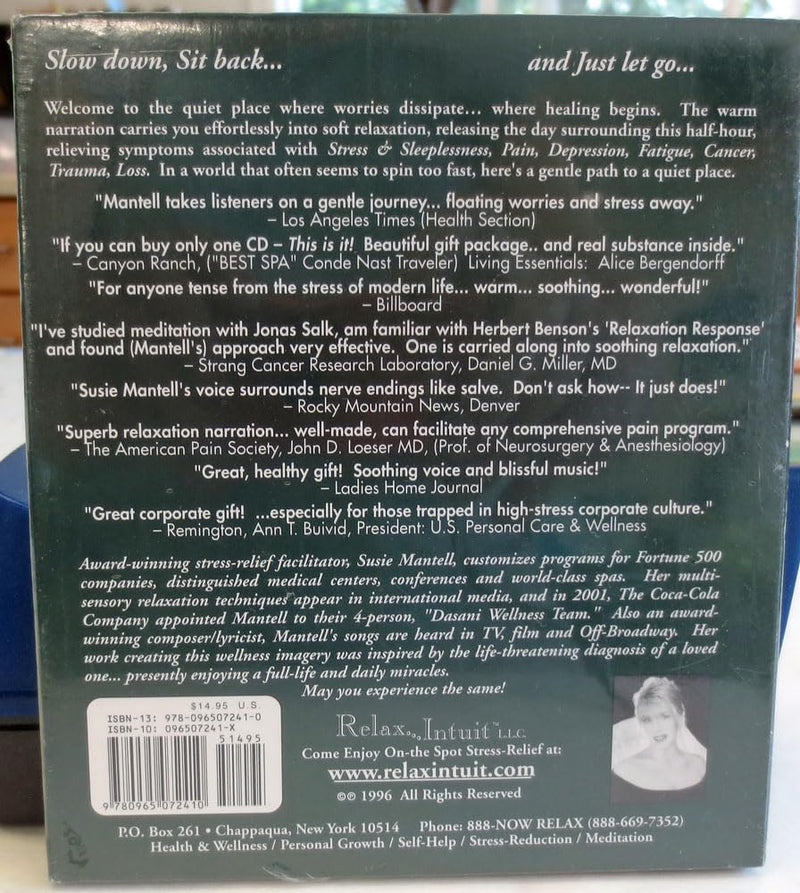 Slow down, Sit back... and Just let go...
Welcome to the quiet place where worries dissipate... where healing begins. The warm
narration carries you effortlessly into soft relaxation, releasing the day surrounding this half-hour,
relieving symptoms associated with Stress & Sleeplessness, Pain, Depression, Fatigue, Cancer,
Trauma, Loss. In a world that often seems to spin too fast, here's a gentle path to a quiet place.
"Mantell takes listeners on a gentle journey... floating worries and stress away."
– Los Angeles Times (Health Section)
"If you can buy only one CD – This is it! Beautiful gift package.. and real substance inside."
– Canyon Ranch, ("BEST SPA" Conde Nast Traveler) Living Essentials: Alice Bergendorff
"For anyone tense from the stress of modern life... warm... soothing... wonderful!"
– Billboard
"I've studied meditation with Jonas Salk, am familiar with Herbert Benson's 'Relaxation Response'
and found (Mantell's) approach very effective. One is carried along into soothing relaxation."
– Strang Cancer Research Laboratory, Daniel G. Miller, MD
"Susie Mantell's voice surrounds nerve endings like salve. Don't ask how-- It just does!"
– Rocky Mountain News, Denver
"Superb relaxation narration... well-made, can facilitate any comprehensive pain program."
– The American Pain Society, John D. Loeser MD, (Prof. of Neurosurgery & Anesthesiology)
"Great, healthy gift! Soothing voice and blissful music!"
– Ladies Home Journal
"Great corporate gift! ...especially for those trapped in high-stress corporate culture."
– Remington, Ann T. Buivid, President: U.S. Personal Care & Wellness
Award-winning stress-relief facilitator, Susie Mantell, customizes programs for Fortune 500
companies, distinguished medical centers, conferences and world-class spas. Her multi-
sensory relaxation techniques appear in international media, and in 2001, The Coca-Cola
Company appointed Mantell to their 4-person, "Dasani Wellness Team." Also an award-
winning composer/lyricist, Mantell's songs are heard in TV, film and Off-Broadway. Her
work creating this wellness imagery was inspired by the life-threatening diagnosis of a loved
one... presently enjoying a full-life and daily miracles.
May you experience the same!
$14.95 U.S.
ISBN-13: 978-096507241-0
ISBN-10: 096507241-X
51495
9 780965 072410
Relax...Intuit™ LLC
Come Enjoy On-the Spot Stress-Relief at:
www.relaxintuit.com
©℗ 1996 All Rights Reserved
P.O. Box 261 • Chappaqua, New York 10514 Phone: 888-NOW RELAX (888-669-7352)
Health & Wellness / Personal Growth / Self-Help / Stress-Reduction / Meditation